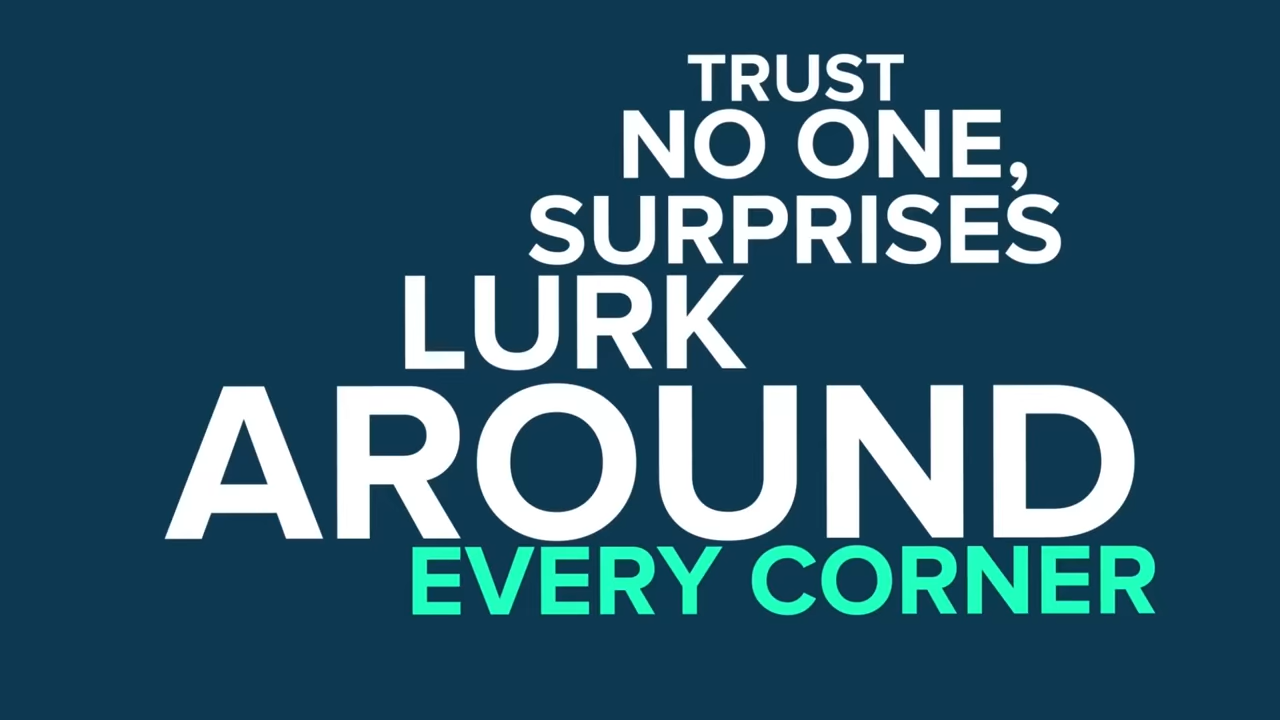 TRUST
NO ONE,
SURPRISES
LURK
AROUND
EVERY CORNER